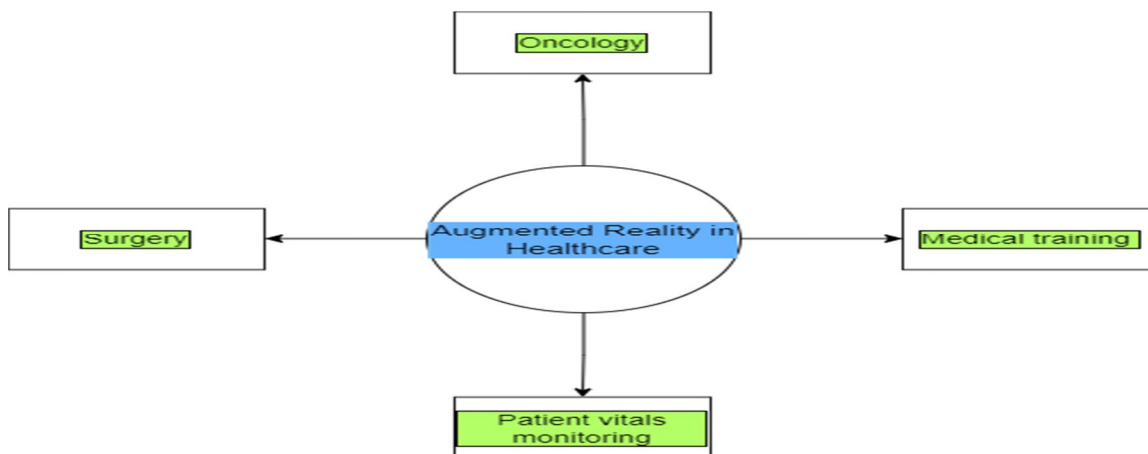 Oncology
Surgery
Augmented Reality in
Healthcare
Medical training
Patient vitals
monitoring